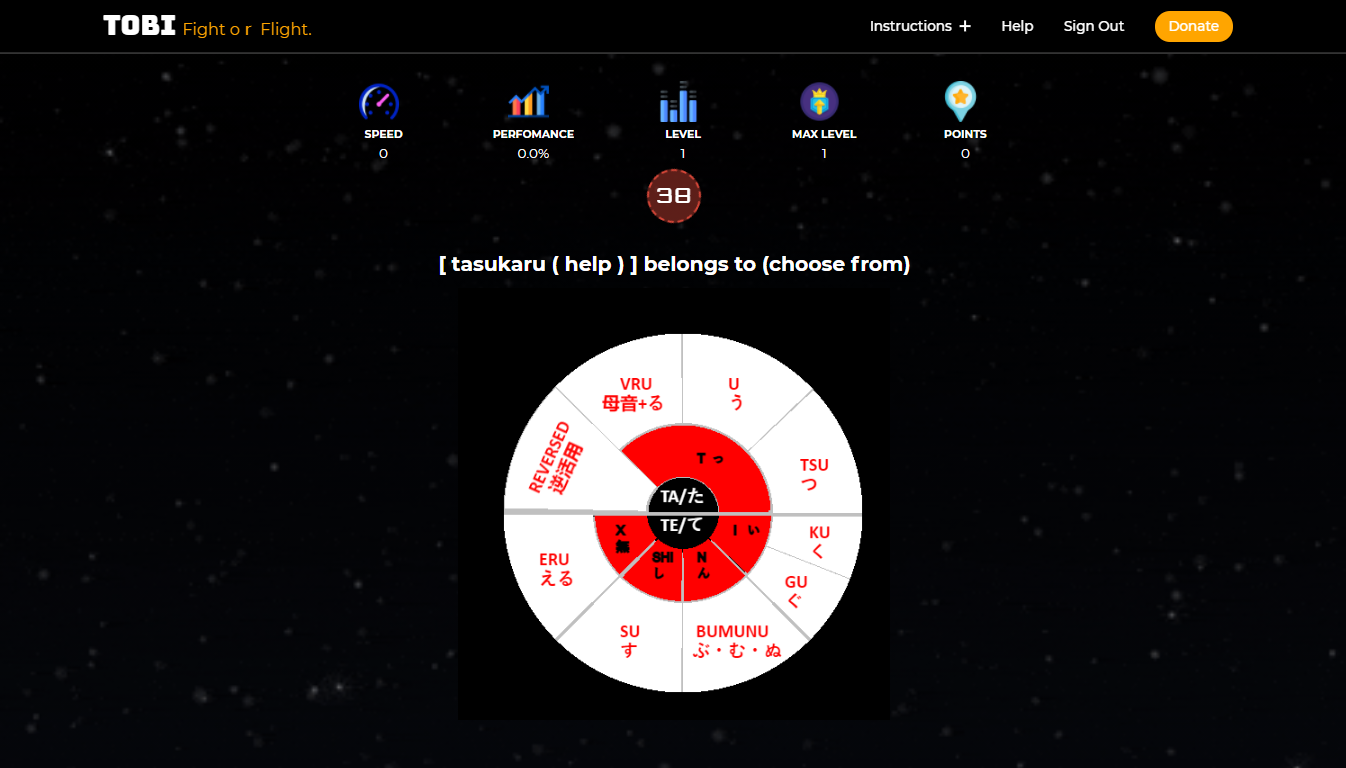 TOBI Fight o r Flight.
Instructions + Help Sign Out Donate
SPEED PERFOMANCE LEVEL MAX LEVEL POINTS
0 0.0% 1 1 0
38
[ tasukaru ( help ) ] belongs to (choose from)
VRU
母音+る
U
う
REVERSED
逆活用
T っ
TSU
つ
TA/た
TE/て
X
無
I い
KU
く
ERU
える
SHI
し
N
ん
GU
ぐ
SU
す
BUMUNU
ぶ・む・ぬ